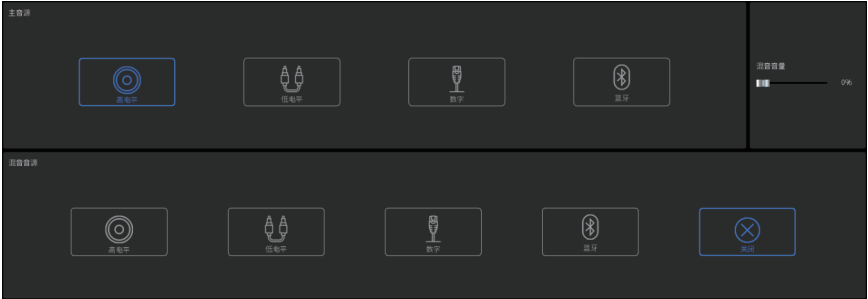 主音源
混音音量
0%
高电平
低电平
数字
蓝牙
混音音源
高电平
低电平
数字
蓝牙
关闭